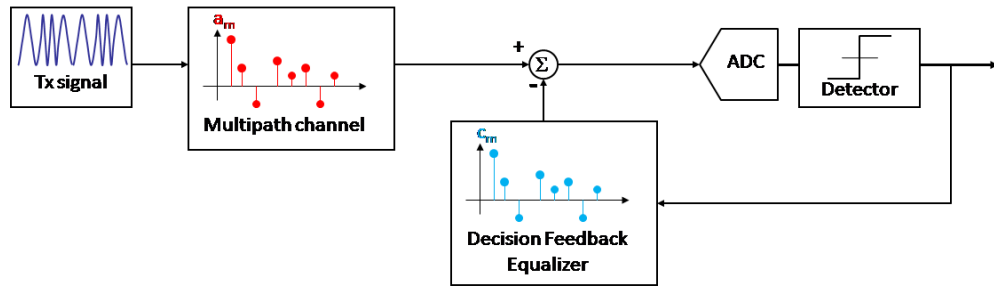 Tx signal
a_m
Multipath channel
+
Σ
-
c_m
Decision Feedback
Equalizer
ADC
Detector